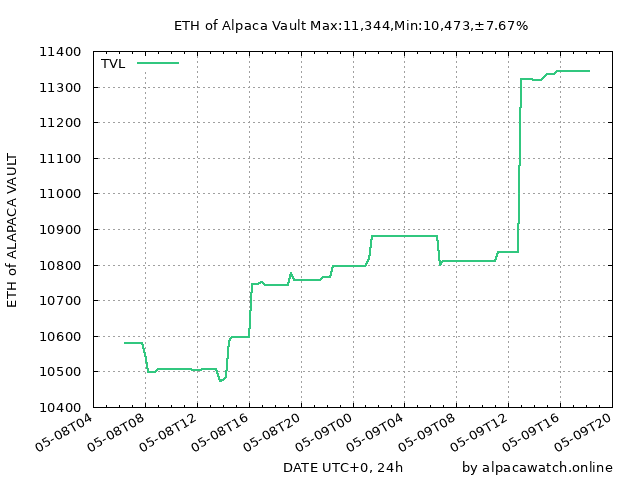 ETH of Alpaca Vault Max:11,344,Min:10,473,±7.67%
TVL
ETH of ALAPACA VAULT
11400
11300
11200
11100
11000
10900
10800
10700
10600
10500
10400
05-08T04
05-08T08
05-08T12
05-08T16
05-08T20
05-09T00
05-09T04
05-09T08
05-09T12
05-09T16
05-09T20
DATE UTC+0, 24h
by alpacawatch.online